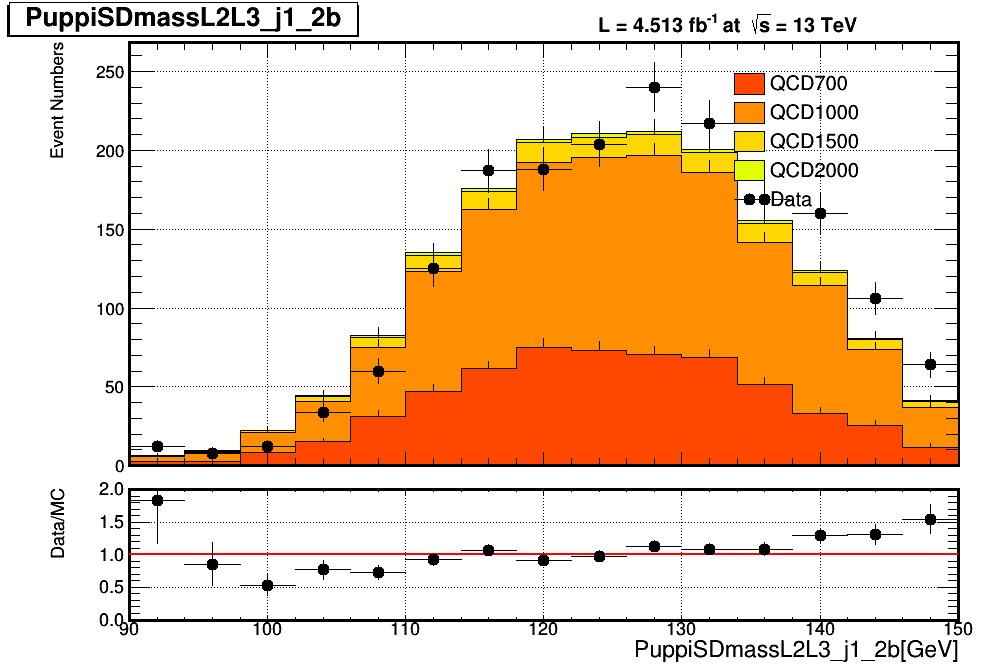 PuppiSDmassL2L3_j1_2b
L = 4.513 fb-1 at √s = 13 TeV
Event Numbers
250
200
150
100
50
0
QCD700
QCD1000
QCD1500
QCD2000
Data
Data/MC
2.0
1.5
1.0
0.5
0.0
90 100 110 120 130 140 150
PuppiSDmassL2L3_j1_2b[GeV]